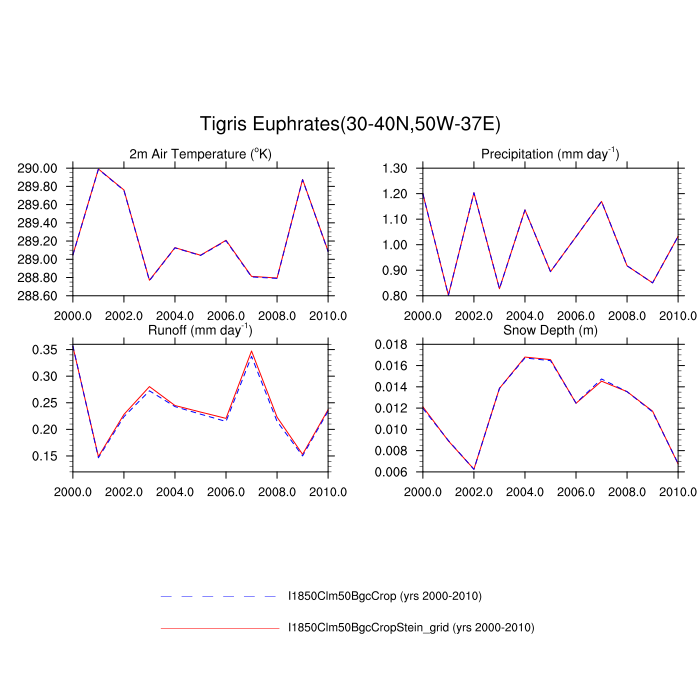 Tigris Euphrates(30-40N,50W-37E)
2m Air Temperature (°K)
290.00
289.80
289.60
289.40
289.20
289.00
288.80
288.60
2000.0 2002.0 2004.0 2006.0 2008.0 2010.0
Precipitation (mm day-1)
1.30
1.20
1.10
1.00
0.90
0.80
2000.0 2002.0 2004.0 2006.0 2008.0 2010.0
Runoff (mm day-1)
0.35
0.30
0.25
0.20
0.15
2000.0 2002.0 2004.0 2006.0 2008.0 2010.0
Snow Depth (m)
0.018
0.016
0.014
0.012
0.010
0.008
0.006
2000.0 2002.0 2004.0 2006.0 2008.0 2010.0
I1850Clm50BgcCrop (yrs 2000-2010)
I1850Clm50BgcCropStein_grid (yrs 2000-2010)